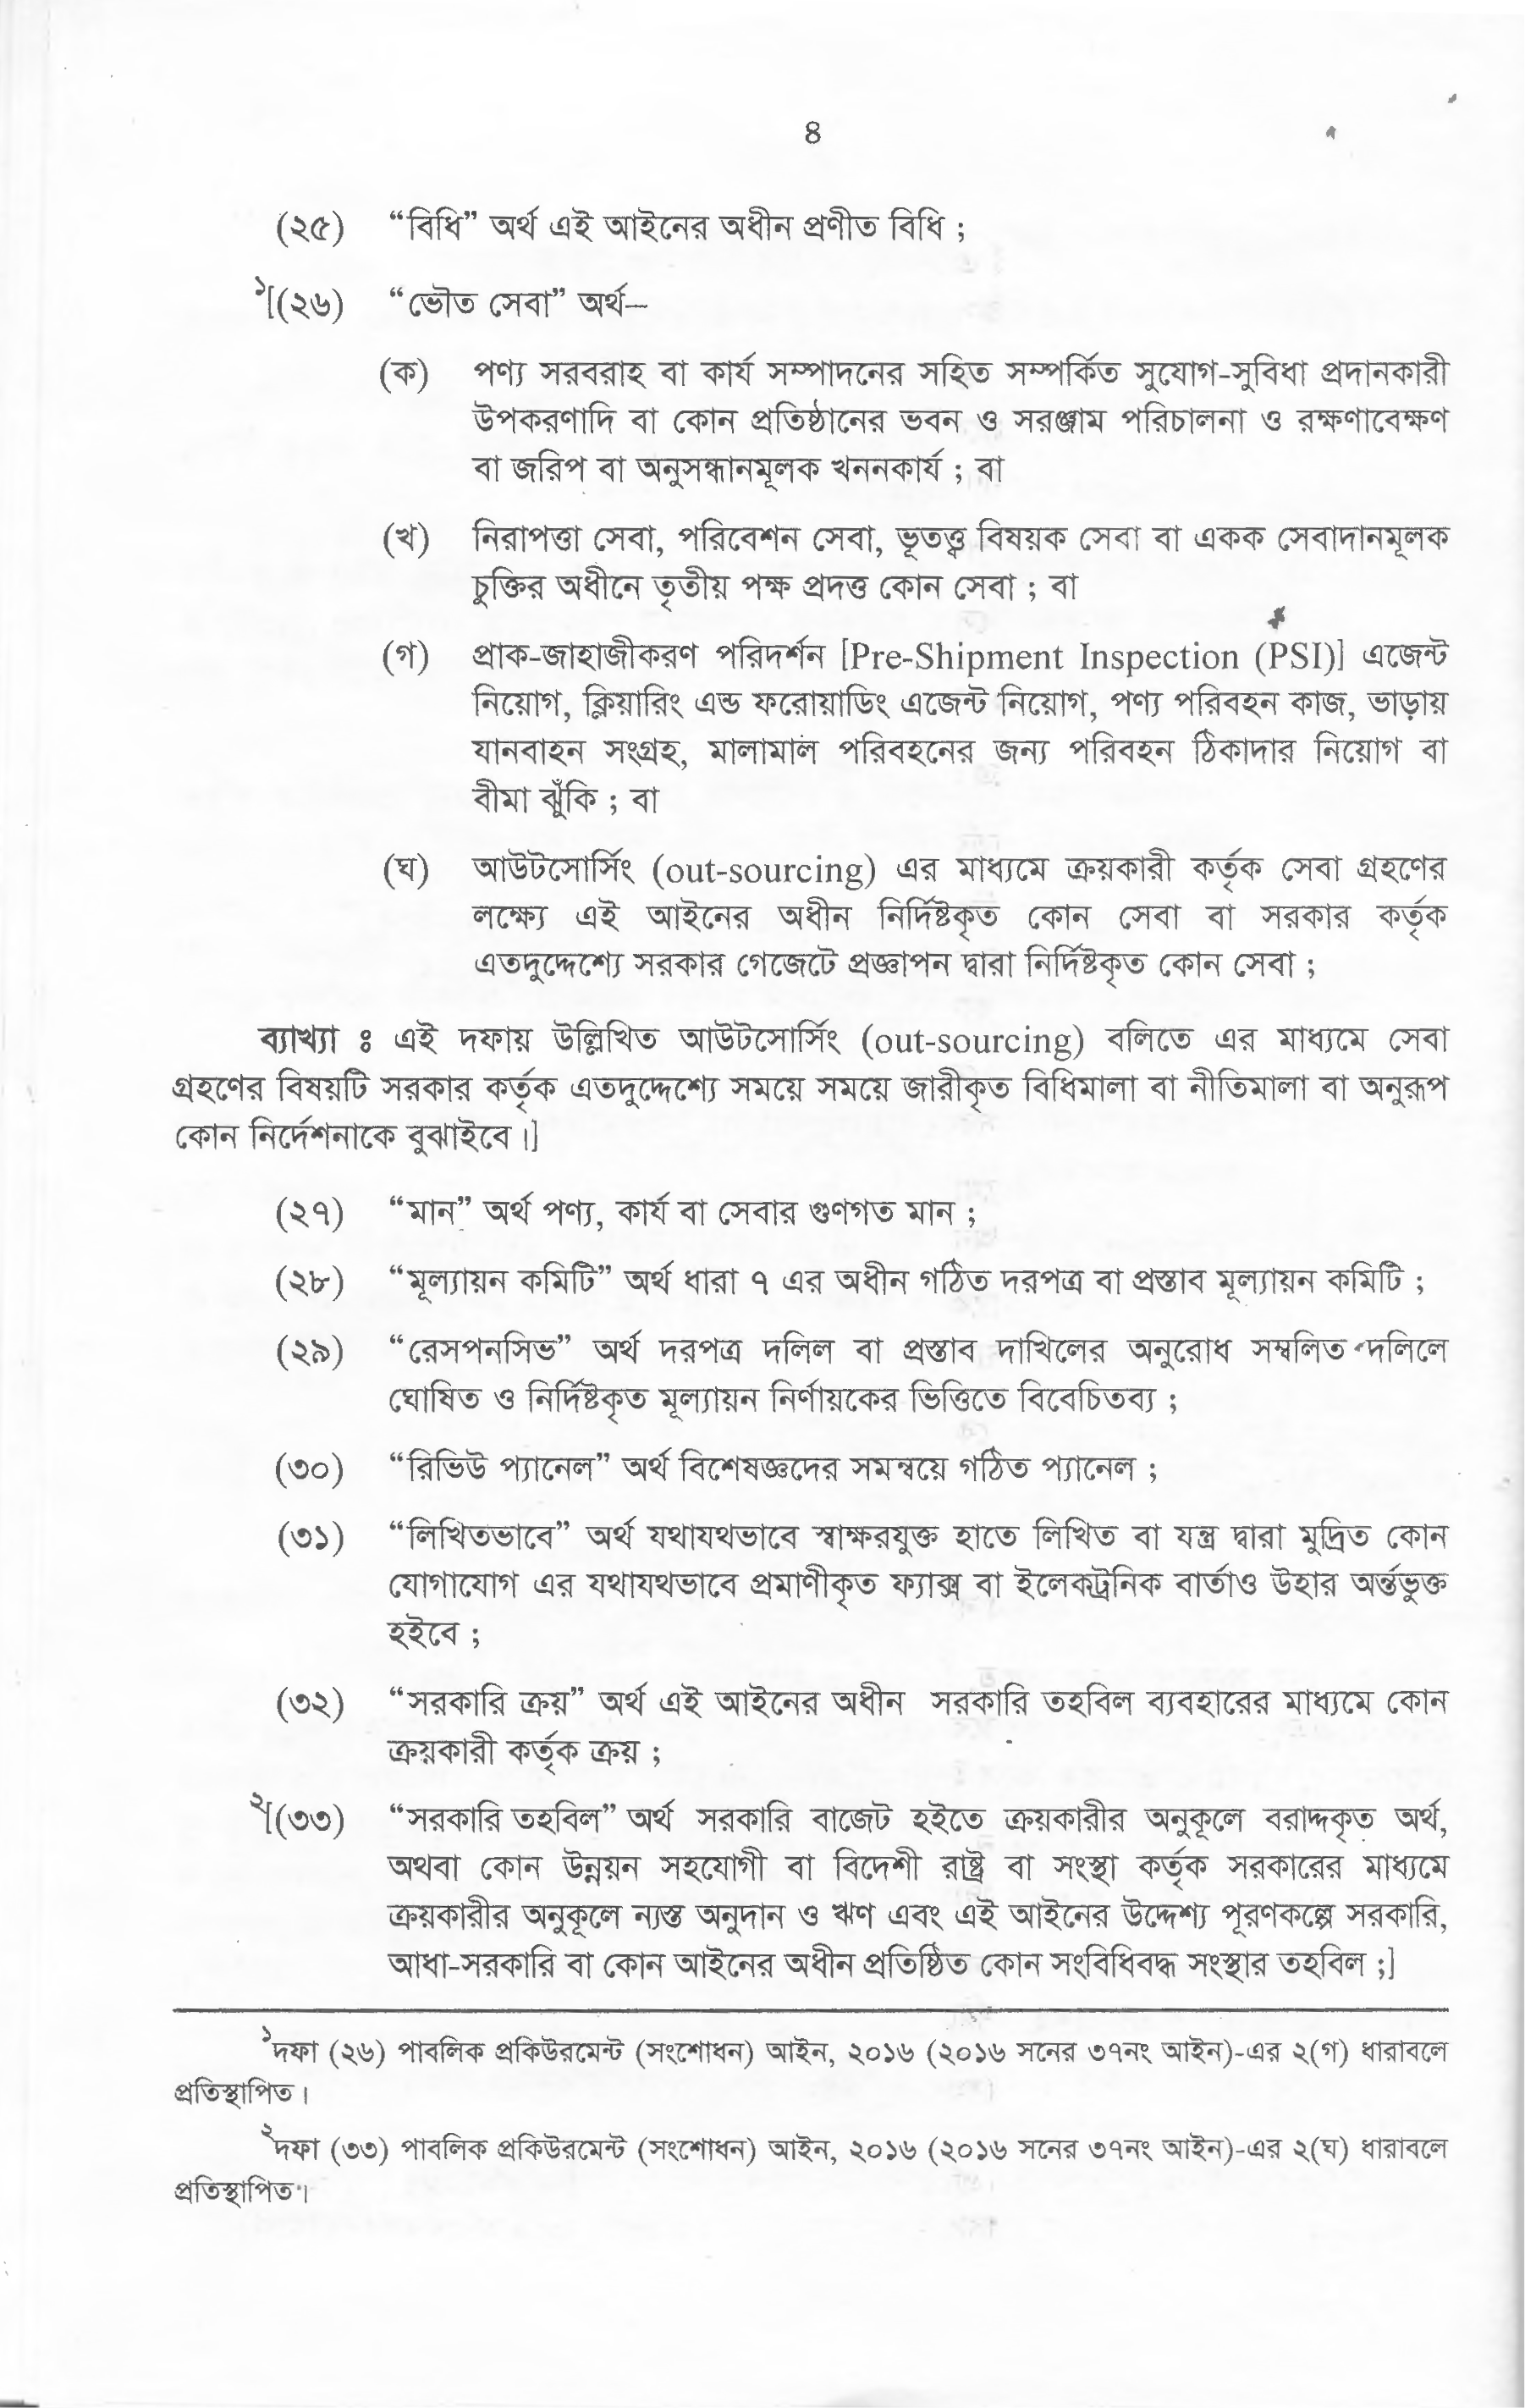 ৪
(২৫) “বিধি” অর্থ এই আইনের অধীন প্রণীত বিধি ;
১[(২৬) “ভৌত সেবা” অর্থ—
(ক) পণ্য সরবরাহ বা কার্য সম্পাদনের সহিত সম্পর্কিত সুযোগ-সুবিধা প্রদানকারী
উপকরণাদি বা কোন প্রতিষ্ঠানের ভবন ও সরঞ্জাম পরিচালনা ও রক্ষণাবেক্ষণ
বা জরিপ বা অনুসন্ধানমূলক খননকার্য ; বা
(খ) নিরাপত্তা সেবা, পরিবেশন সেবা, ভূতত্ত্ব বিষয়ক সেবা বা একক সেবাদানমূলক
চুক্তির অধীনে তৃতীয় পক্ষ প্রদত্ত কোন সেবা ; বা
(গ) প্রাক-জাহাজীকরণ পরিদর্শন [Pre-Shipment Inspection (PSI)] এজেন্ট
নিয়োগ, ক্লিয়ারিং এন্ড ফরোয়াডিং এজেন্ট নিয়োগ, পণ্য পরিবহন কাজ, ভাড়ায়
যানবাহন সংগ্রহ, মালামাল পরিবহনের জন্য পরিবহন ঠিকাদার নিয়োগ বা
বীমা ঝুঁকি ; বা
(ঘ) আউটসোর্সিং (out-sourcing) এর মাধ্যমে ক্রয়কারী কর্তৃক সেবা গ্রহণের
লক্ষ্যে এই আইনের অধীন নির্দিষ্টকৃত কোন সেবা বা সরকার কর্তৃক
এতদুদ্দেশ্যে সরকার গেজেটে প্রজ্ঞাপন দ্বারা নির্দিষ্টকৃত কোন সেবা ;
ব্যাখ্যা ঃ এই দফায় উল্লিখিত আউটসোর্সিং (out-sourcing) বলিতে এর মাধ্যমে সেবা
গ্রহণের বিষয়টি সরকার কর্তৃক এতদুদ্দেশ্যে সময়ে সময়ে জারীকৃত বিধিমালা বা নীতিমালা বা অনুরূপ
কোন নির্দেশনাকে বুঝাইবে।]
(২৭) “মান” অর্থ পণ্য, কার্য বা সেবার গুণগত মান ;
(২৮) “মূল্যায়ন কমিটি” অর্থ ধারা ৭ এর অধীন গঠিত দরপত্র বা প্রস্তাব মূল্যায়ন কমিটি ;
(২৯) “রেসপনসিভ” অর্থ দরপত্র দলিল বা প্রস্তাব দাখিলের অনুরোধ সম্বলিত দলিলে
ঘোষিত ও নির্দিষ্টকৃত মূল্যায়ন নির্ণায়কের ভিত্তিতে বিবেচিতব্য ;
(৩০) “রিভিউ প্যানেল” অর্থ বিশেষজ্ঞদের সমন্বয়ে গঠিত প্যানেল ;
(৩১) “লিখিতভাবে” অর্থ যথাযথভাবে স্বাক্ষরযুক্ত হাতে লিখিত বা যন্ত্র দ্বারা মুদ্রিত কোন
যোগাযোগ এর যথাযথভাবে প্রমাণীকৃত ফ্যাক্স বা ইলেকট্রনিক বার্তাও উহার অর্ন্তভুক্ত
হইবে ;
(৩২) “সরকারি ক্রয়” অর্থ এই আইনের অধীন সরকারি তহবিল ব্যবহারের মাধ্যমে কোন
ক্রয়কারী কর্তৃক ক্রয় ;
২[(৩৩) “সরকারি তহবিল” অর্থ সরকারি বাজেট হইতে ক্রয়কারীর অনুকূলে বরাদ্দকৃত অর্থ,
অথবা কোন উন্নয়ন সহযোগী বা বিদেশী রাষ্ট্র বা সংস্থা কর্তৃক সরকারের মাধ্যমে
ক্রয়কারীর অনুকূলে ন্যস্ত অনুদান ও ঋণ এবং এই আইনের উদ্দেশ্য পূরণকল্পে সরকারি,
আধা-সরকারি বা কোন আইনের অধীন প্রতিষ্ঠিত কোন সংবিধিবদ্ধ সংস্থার তহবিল ;]
১দফা (২৬) পাবলিক প্রকিউরমেন্ট (সংশোধন) আইন, ২০১৬ (২০১৬ সনের ৩৭নং আইন)-এর ২(গ) ধারাবলে
প্রতিস্থাপিত।
২দফা (৩৩) পাবলিক প্রকিউরমেন্ট (সংশোধন) আইন, ২০১৬ (২০১৬ সনের ৩৭নং আইন)-এর ২(ঘ) ধারাবলে
প্রতিস্থাপিত।